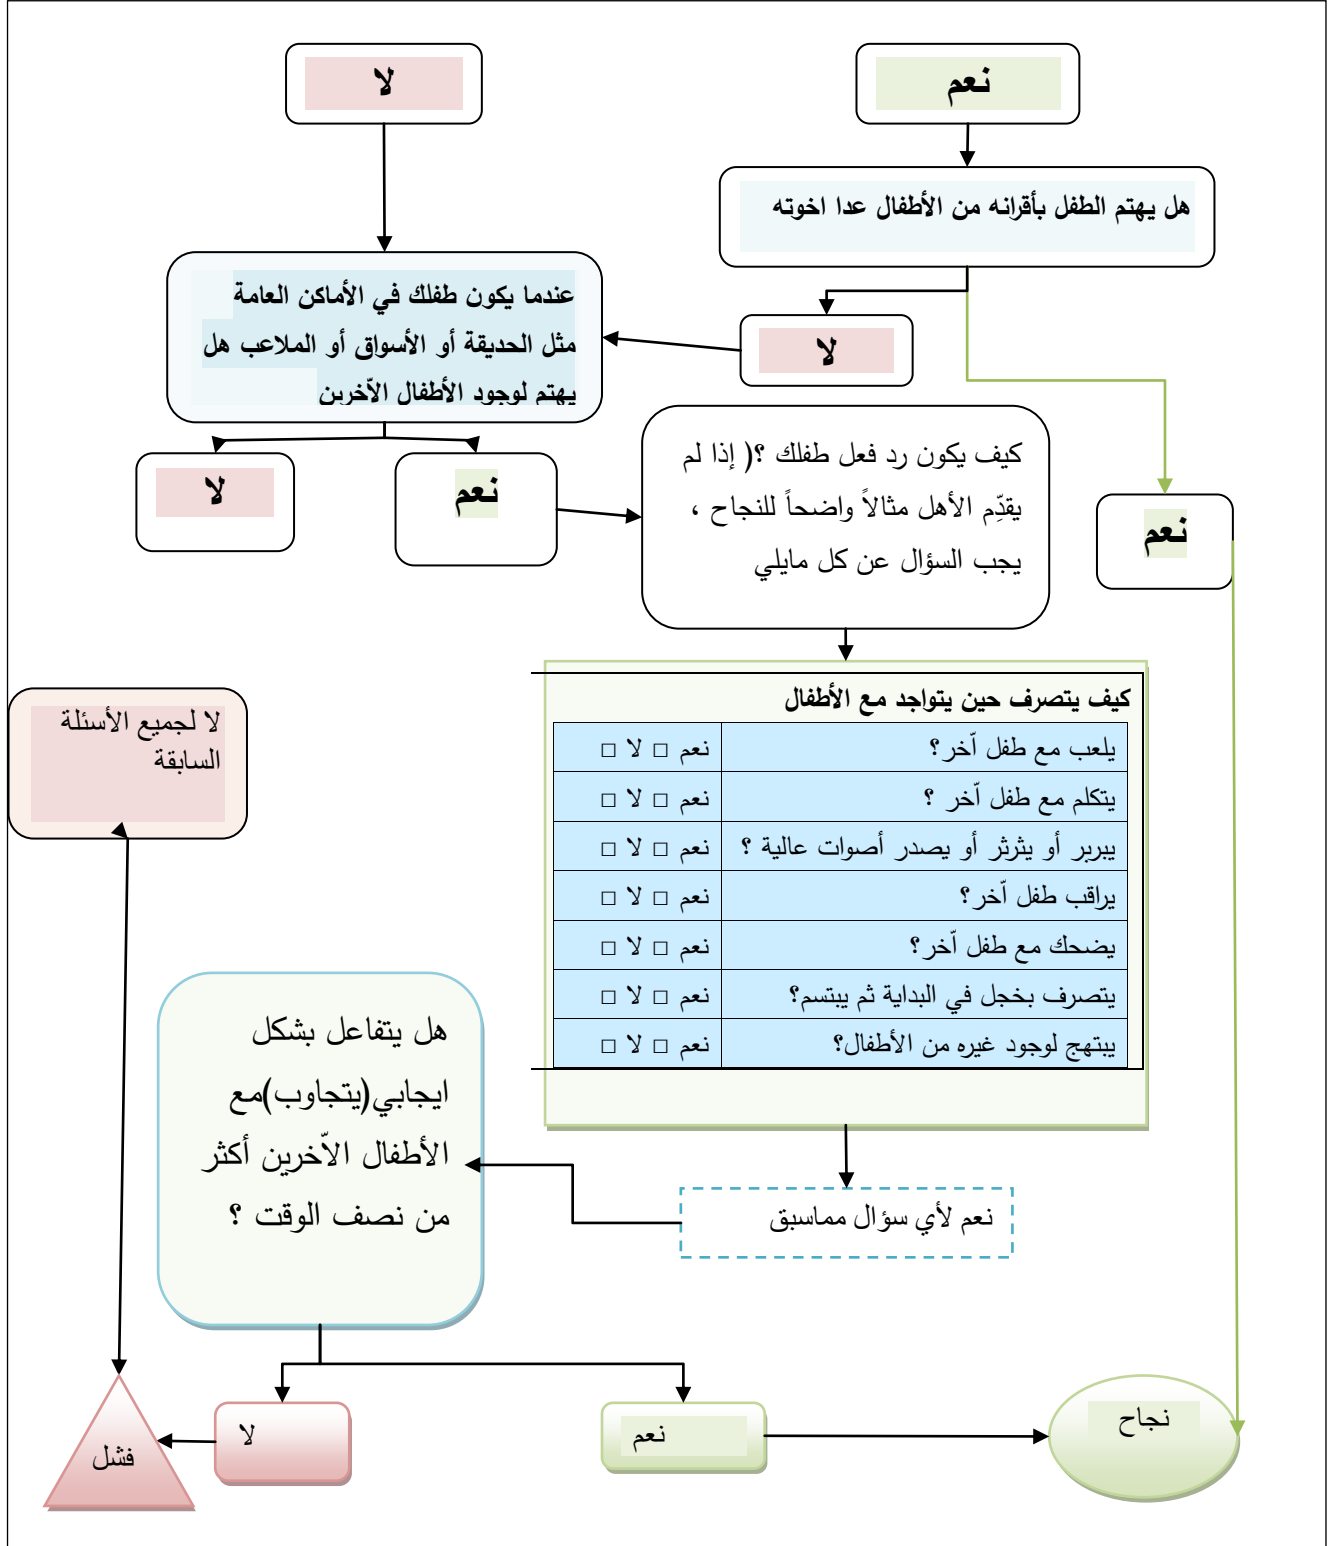 نعم
لا
هل يهتم الطفل بأقرانه من الأطفال عدا اخوته
عندما يكون طفلك في الأماكن العامة
مثل الحديقة أو الأسواق أو الملاعب هل
يهتم لوجود الأطفال الآخرين
لا
كيف يكون رد فعل طفلك ؟( إذا لم
يقدِّم الأهل مثالاً واضحاً للنجاح ،
يجب السؤال عن كل مايلي
نعم
لا
نعم
كيف يتصرف حين يتواجد مع الأطفال
يلعب مع طفل آخر؟ نعم □ لا □
يتكلم مع طفل آخر ؟ نعم □ لا □
يبربر أو يثرثر أو يصدر أصوات عالية ؟ نعم □ لا □
يراقب طفل آخر؟ نعم □ لا □
يضحك مع طفل آخر؟ نعم □ لا □
يتصرف بخجل في البداية ثم يبتسم؟ نعم □ لا □
يبتهج لوجود غيره من الأطفال؟ نعم □ لا □
لا لجميع الأسئلة
السابقة
نعم لأي سؤال مماسبق
هل يتفاعل بشكل
ايجابي(يتجاوب)مع
الأطفال الآخرين أكثر
من نصف الوقت ؟
نجاح
نعم
لا
فشل